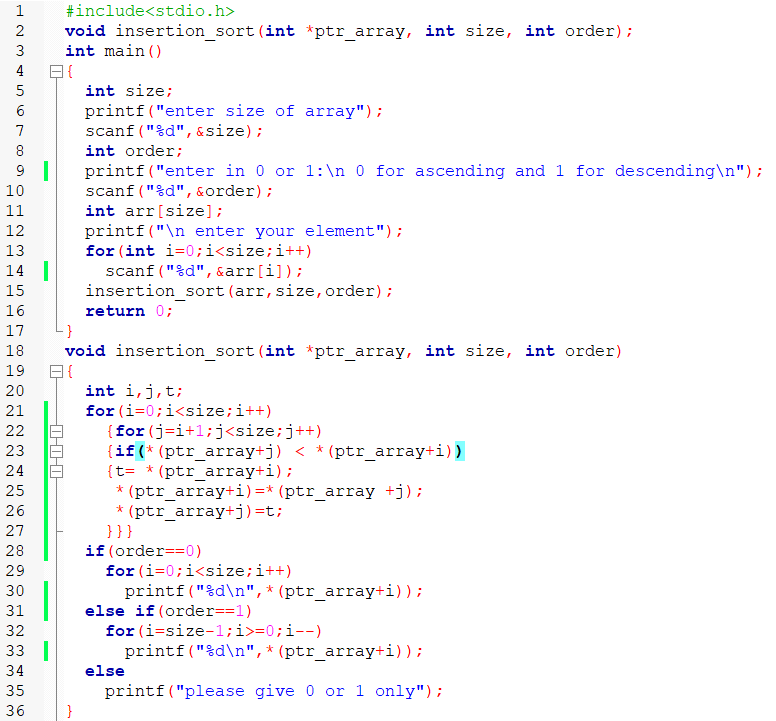 1 #include<stdio.h>
2 void insertion_sort(int *ptr_array, int size, int order);
3 int main()
4 {
5 int size;
6 printf("enter size of array");
7 scanf("%d",&size);
8 int order;
9 printf("enter in 0 or 1:\n 0 for ascending and 1 for descending\n");
10 scanf("%d",&order);
11 int arr[size];
12 printf("\n enter your element");
13 for(int i=0;i<size;i++)
14 scanf("%d",&arr[i]);
15 insertion_sort(arr,size,order);
16 return 0;
17 }
18 void insertion_sort(int *ptr_array, int size, int order)
19 {
20 int i,j,t;
21 for(i=0;i<size;i++)
22 {for(j=i+1;j<size;j++)
23 {if(*(ptr_array+j) < *(ptr_array+i))
24 {t= *(ptr_array+i);
25 *(ptr_array+i)=*(ptr_array +j);
26 *(ptr_array+j)=t;
27 }}}
28 if(order==0)
29 for(i=0;i<size;i++)
30 printf("%d\n",*(ptr_array+i));
31 else if(order==1)
32 for(i=size-1;i>=0;i--)
33 printf("%d\n",*(ptr_array+i));
34 else
35 printf("please give 0 or 1 only");
36 }